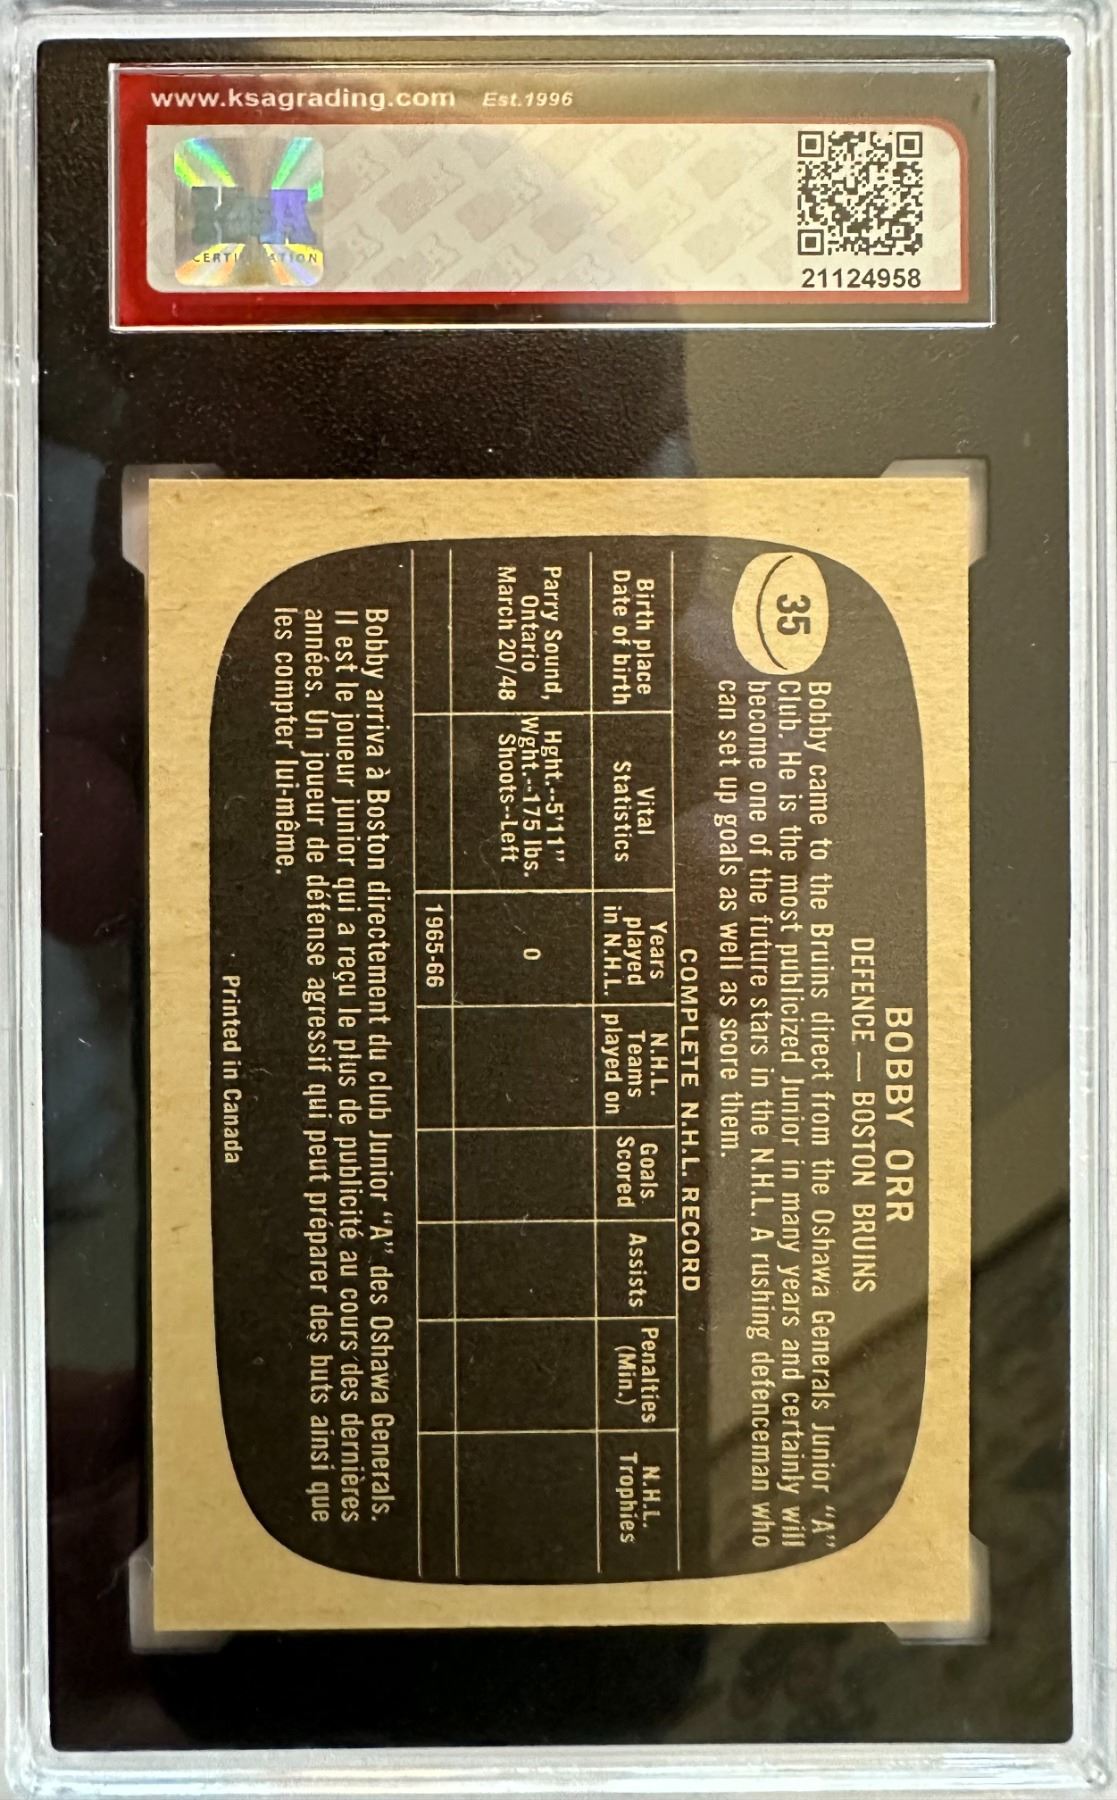 www.ksagrading.com Est.1996
KSA
CERTIFICATION
21124958
BOBBY ORR
DEFENCE — BOSTON BRUINS
35
Bobby came to the Bruins direct from the Oshawa Generals Junior “A”
Club. He is the most publicized Junior in many years and certainly will
become one of the future stars in the N.H.L. A rushing defenceman who
can set up goals as well as score them.
COMPLETE N.H.L. RECORD
Birth place
Date of birth
Vital
Statistics
Years
played
in N.H.L.
N.H.L.
Teams
played on
Goals
Scored
Assists
Penalties
(Min.)
N.H.L.
Trophies
Parry Sound,
Ontario
March 20/48
Hght.--5'11”
Wght.--175 lbs.
Shoots--Left
0
1965-66
Bobby arriva à Boston directement du club Junior “A” des Oshawa Generals.
Il est le joueur junior qui a reçu le plus de publicité au cours des dernières
années. Un joueur de défense agressif qui peut préparer des buts ainsi que
les compter lui-même.
Printed in Canada